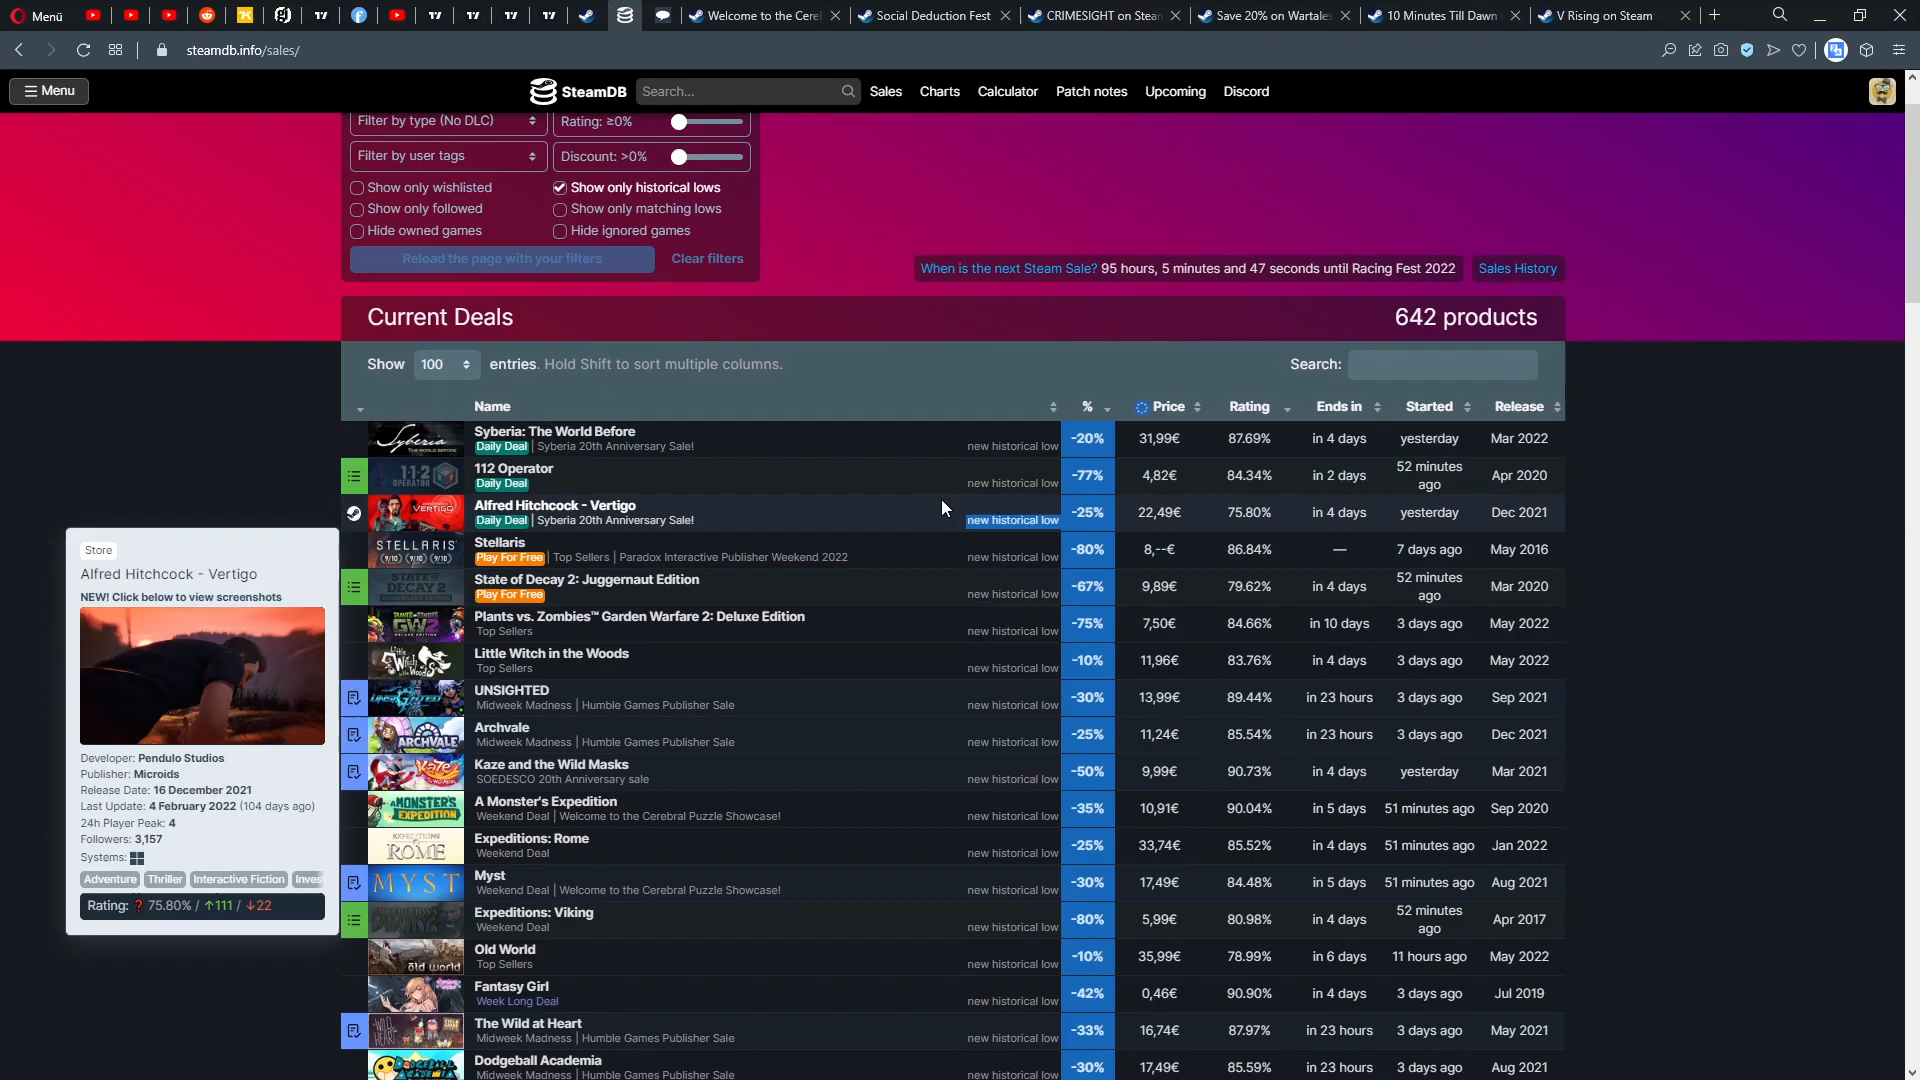 Menü
Welcome to the Cerel
Social Deduction Fest
CRIMESIGHT on Stean
Save 20% on Wartales
10 Minutes Till Dawn
V Rising on Steam
steamdb.info/sales/
Menu
SteamDB
Search...
Sales
Charts
Calculator
Patch notes
Upcoming
Discord
Filter by type (No DLC)
Rating: ≥0%
Filter by user tags
Discount: >0%
Show only wishlisted
Show only historical lows
Show only followed
Show only matching lows
Hide owned games
Hide ignored games
Reload the page with your filters
Clear filters
When is the next Steam Sale? 95 hours, 5 minutes and 47 seconds until Racing Fest 2022
Sales History
Current Deals
642 products
Show 100 entries. Hold Shift to sort multiple columns.
Search:
Name % Price Rating Ends in Started Release
Syberia: The World Before
Daily Deal | Syberia 20th Anniversary Sale!
new historical low -20% 31,99€ 87.69% in 4 days yesterday Mar 2022
112 Operator
Daily Deal
new historical low -77% 4,82€ 84.34% in 2 days 52 minutes ago Apr 2020
Alfred Hitchcock - Vertigo
Daily Deal | Syberia 20th Anniversary Sale!
new historical low -25% 22,49€ 75.80% in 4 days yesterday Dec 2021
Stellaris
Play For Free | Top Sellers | Paradox Interactive Publisher Weekend 2022
new historical low -80% 8,--€ 86.84% — 7 days ago May 2016
State of Decay 2: Juggernaut Edition
Play For Free
new historical low -67% 9,89€ 79.62% in 4 days 52 minutes ago Mar 2020
Plants vs. Zombies™ Garden Warfare 2: Deluxe Edition
Top Sellers
new historical low -75% 7,50€ 84.66% in 10 days 3 days ago May 2022
Little Witch in the Woods
Top Sellers
new historical low -10% 11,96€ 83.76% in 4 days 3 days ago May 2022
UNSIGHTED
Midweek Madness | Humble Games Publisher Sale
new historical low -30% 13,99€ 89.44% in 23 hours 3 days ago Sep 2021
Archvale
Midweek Madness | Humble Games Publisher Sale
new historical low -25% 11,24€ 85.54% in 23 hours 3 days ago Dec 2021
Kaze and the Wild Masks
SOEDESCO 20th Anniversary sale
new historical low -50% 9,99€ 90.73% in 4 days yesterday Mar 2021
A Monster's Expedition
Weekend Deal | Welcome to the Cerebral Puzzle Showcase!
new historical low -35% 10,91€ 90.04% in 5 days 51 minutes ago Sep 2020
Expeditions: Rome
Weekend Deal
new historical low -25% 33,74€ 85.52% in 4 days 51 minutes ago Jan 2022
Myst
Weekend Deal | Welcome to the Cerebral Puzzle Showcase!
new historical low -30% 17,49€ 84.48% in 5 days 51 minutes ago Aug 2021
Expeditions: Viking
Weekend Deal
new historical low -80% 5,99€ 80.98% in 4 days 52 minutes ago Apr 2017
Old World
Top Sellers
new historical low -10% 35,99€ 78.99% in 6 days 11 hours ago May 2022
Fantasy Girl
Week Long Deal
new historical low -42% 0,46€ 90.90% in 4 days 3 days ago Jul 2019
The Wild at Heart
Midweek Madness | Humble Games Publisher Sale
new historical low -33% 16,74€ 87.97% in 23 hours 3 days ago May 2021
Dodgeball Academia
Midweek Madness | Humble Games Publisher Sale
new historical low -30% 17,49€ 85.59% in 23 hours 3 days ago Aug 2021
Store
Alfred Hitchcock - Vertigo
NEW! Click below to view screenshots
Developer: Pendulo Studios
Publisher: Microids
Release Date: 16 December 2021
Last Update: 4 February 2022 (104 days ago)
24h Player Peak: 4
Followers: 3,157
Systems:
Adventure Thriller Interactive Fiction Inves
Rating: ? 75.80% / ↑111 / ↓22